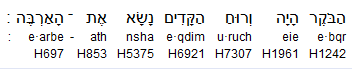 הַבֹּקֶר הָיָה וְרוּחַ הַקָּדִים נָשָׂא אֶת ־ הָאַרְבֶּה :
: e·arbe - ath nsha e·qdim u·ruch eie e·bqr
H697 H853 H5375 H6921 H7307 H1961 H1242